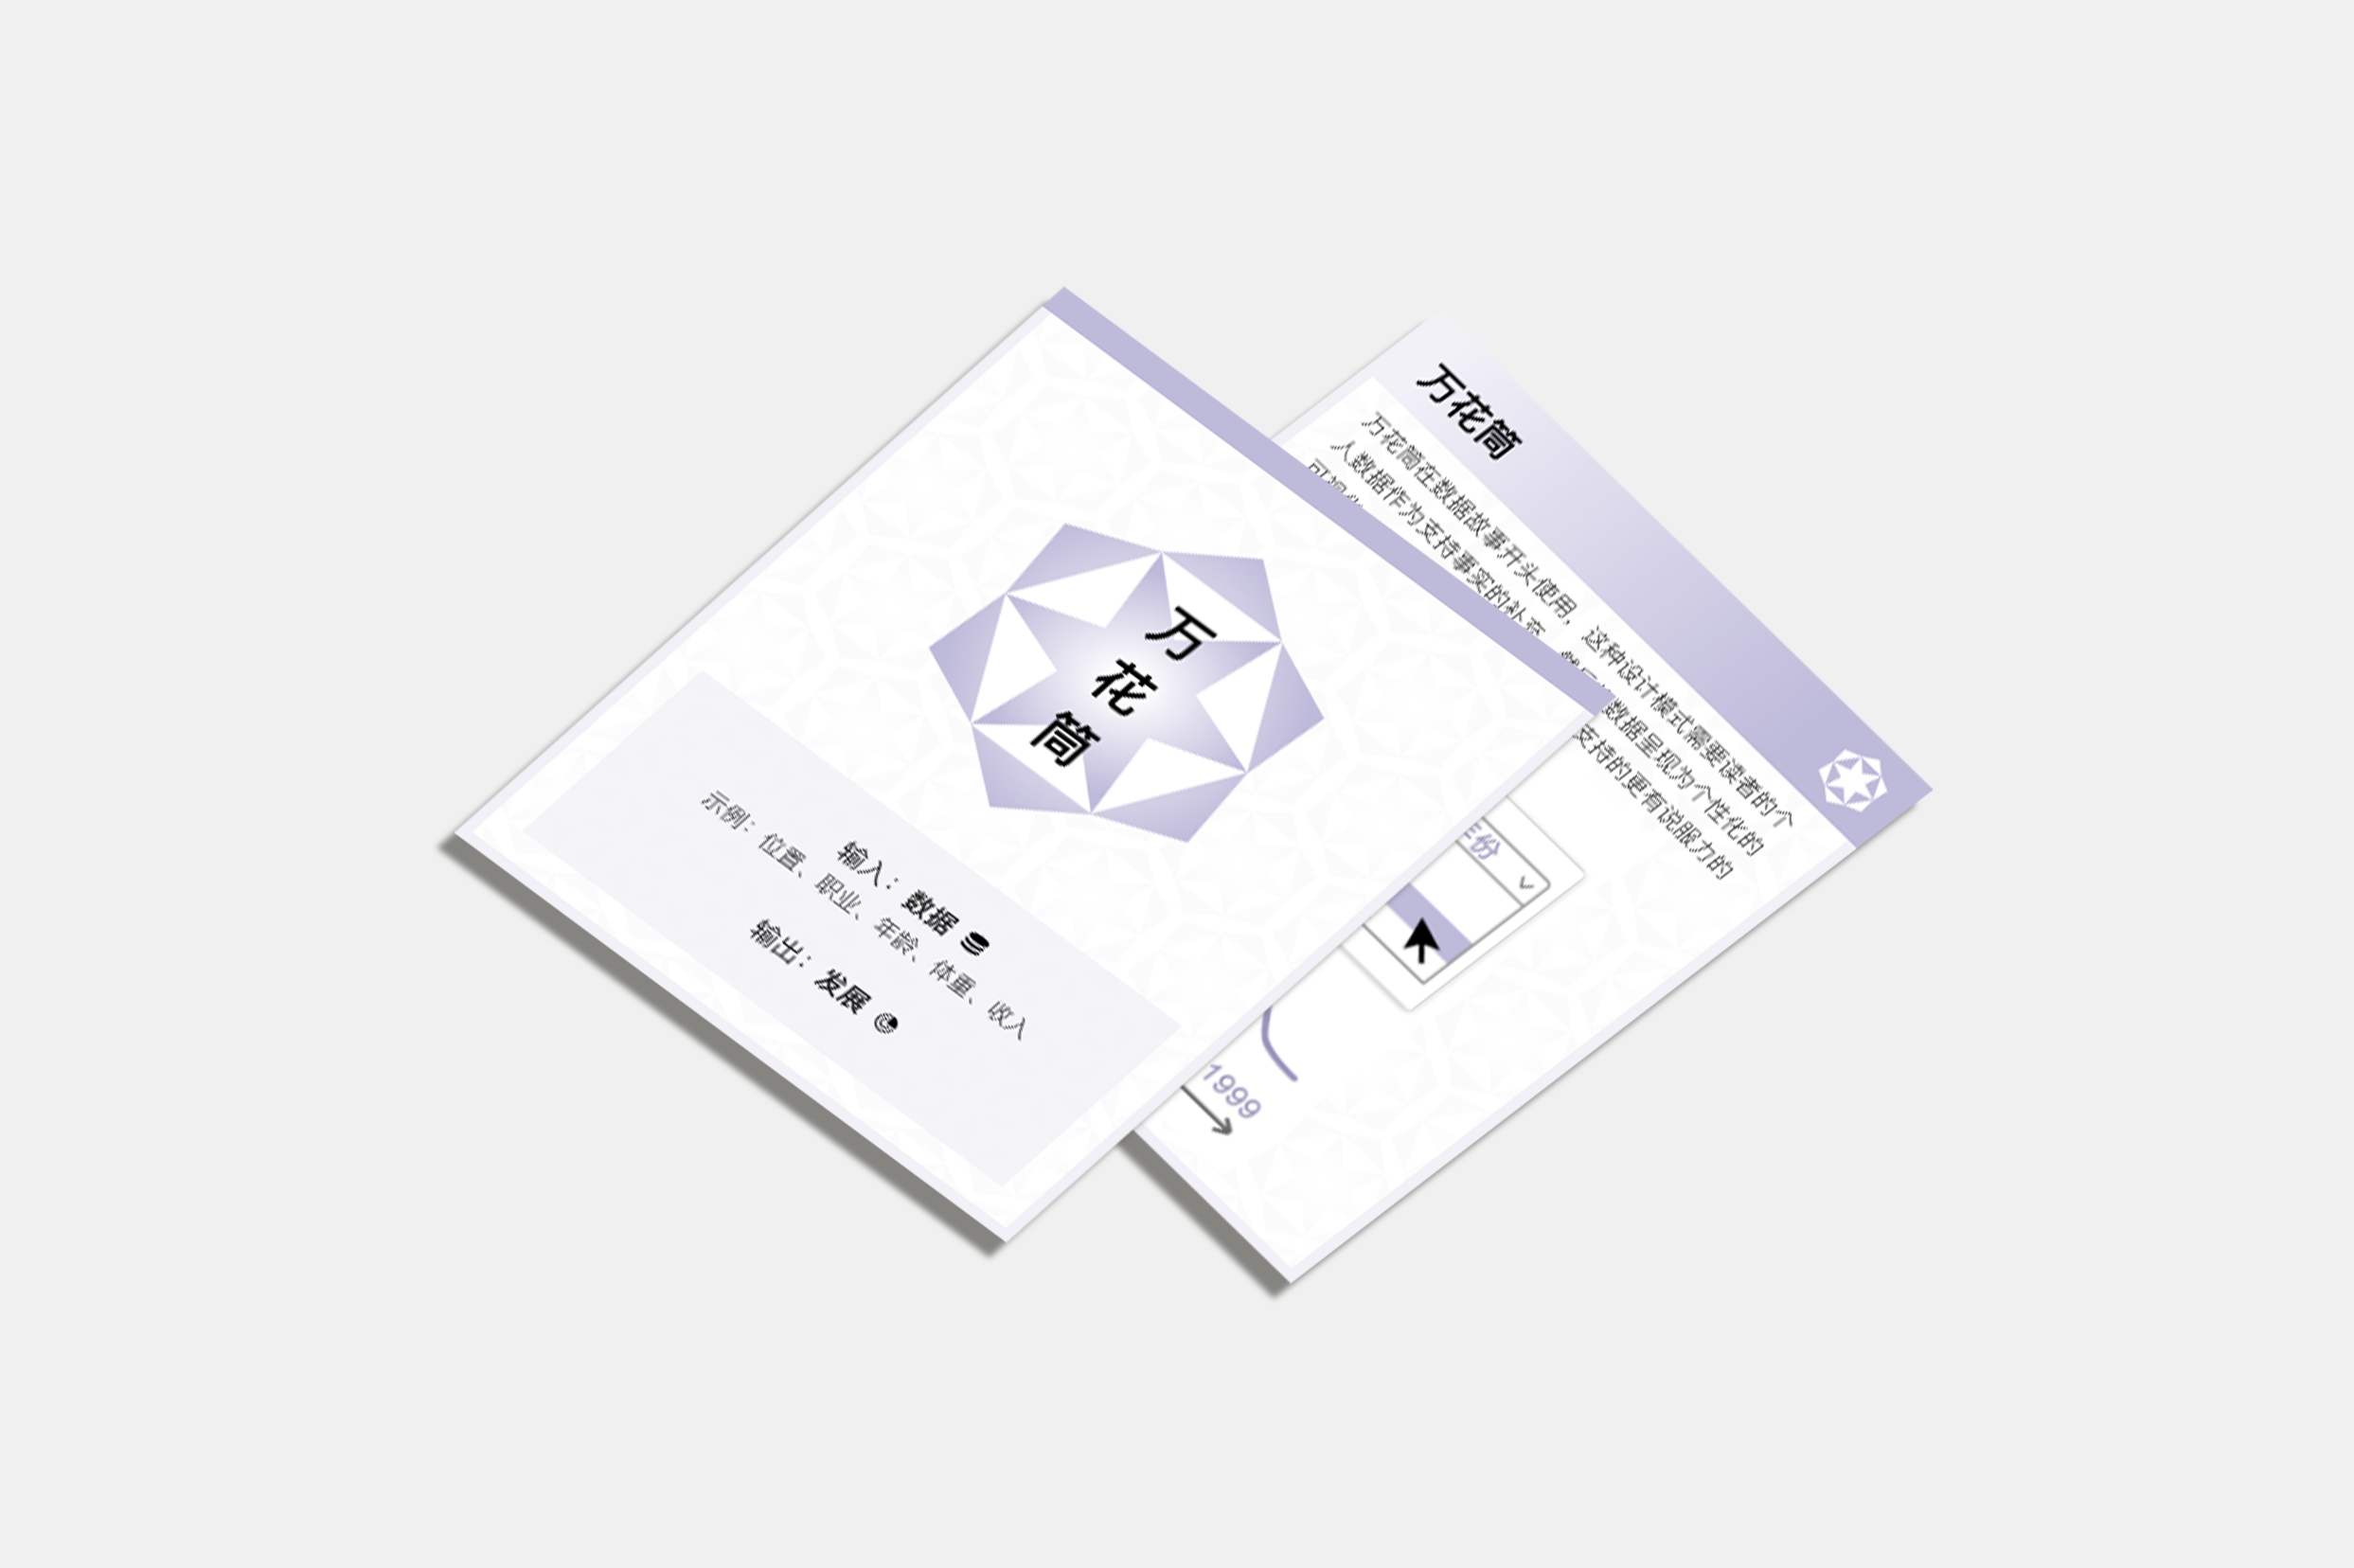 万花筒
输入：数据
示例：位置、职业、年龄、体重、收入
输出：发展
万花筒
万花筒在数据故事开头使用，这种设计模式需要读者的个
人数据作为支持事实的补充
数据呈现为个性化的
可视
支持的更有说服力的
份
1999